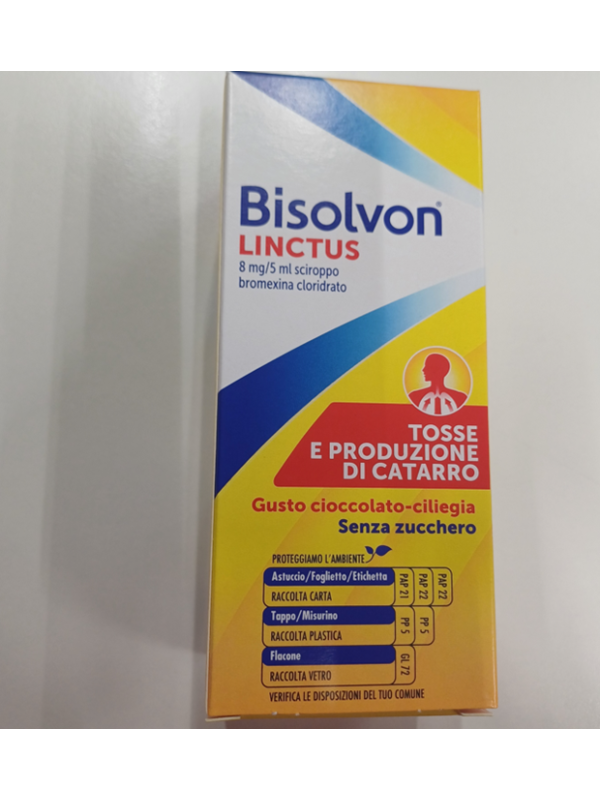 Bisolvon®
LINCTUS
8 mg/5 ml sciroppo
bromexina cloridrato
TOSSE
E PRODUZIONE
DI CATARRO
Gusto cioccolato-ciliegia
Senza zucchero
PROTEGGIAMO L'AMBIENTE
Astuccio/Foglietto/Etichetta
RACCOLTA CARTA
PAP 21
PAP 22
PAP 22
Tappo/Misurino
RACCOLTA PLASTICA
PP 5
PP 5
Flacone
RACCOLTA VETRO
GL 72
VERIFICA LE DISPOSIZIONI DEL TUO COMUNE